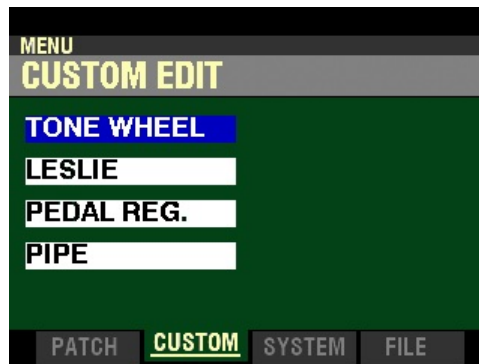 MENU
CUSTOM EDIT
TONE WHEEL
LESLIE
PEDAL REG.
PIPE
PATCH CUSTOM SYSTEM FILE